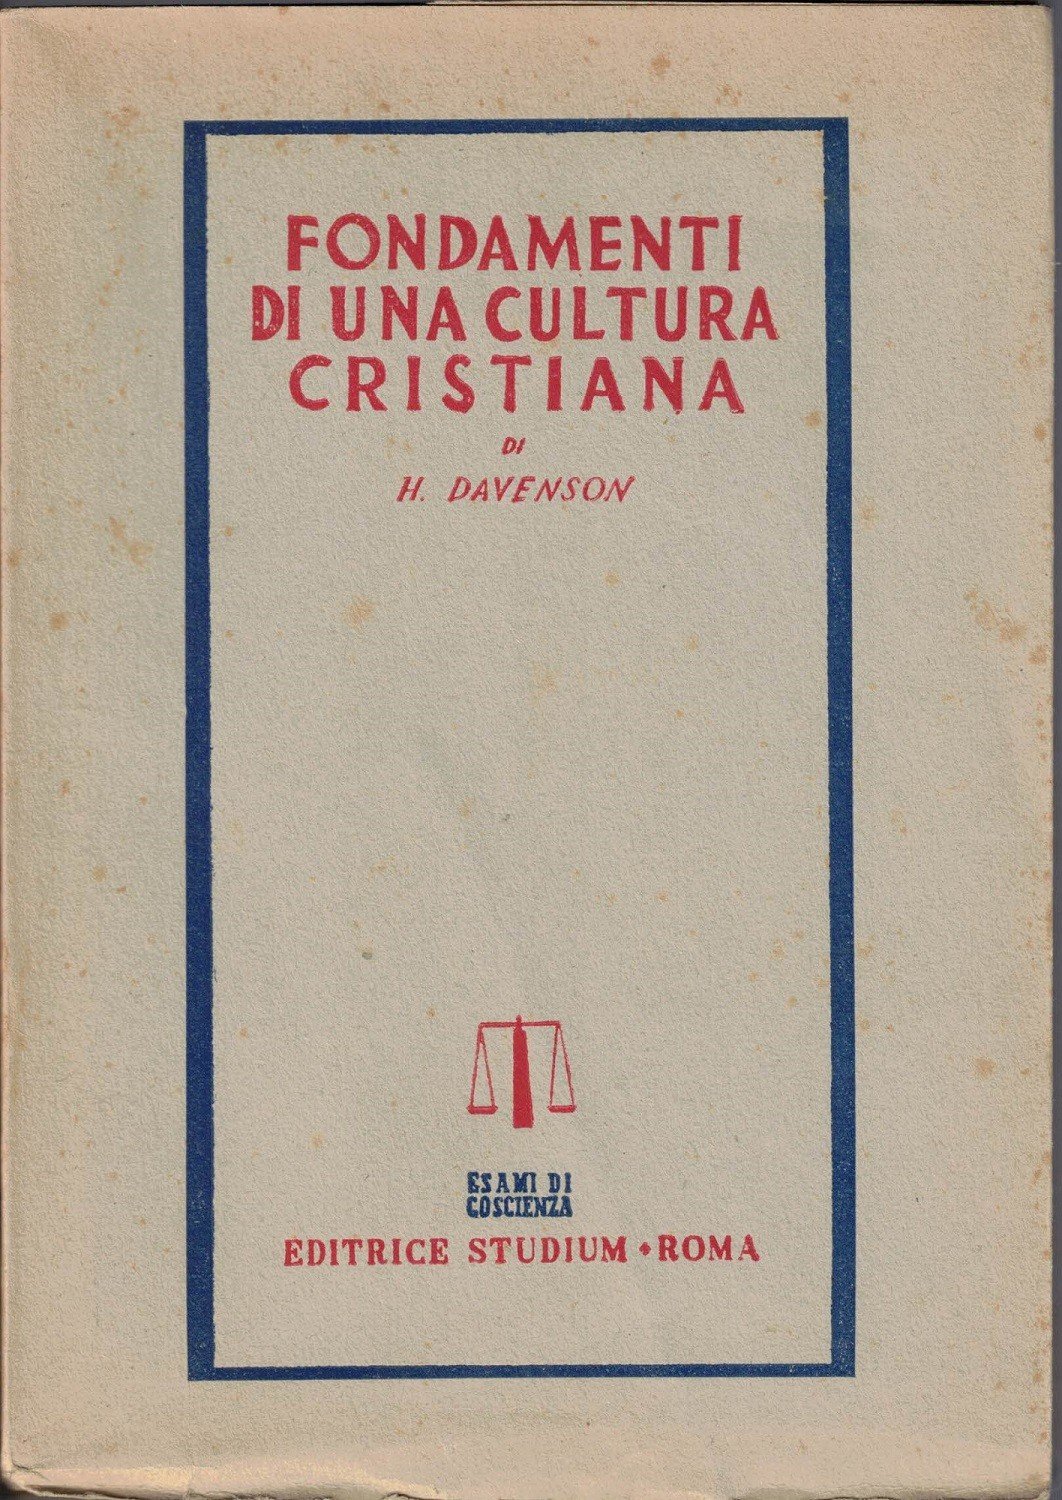 FONDAMENTI
DI UNA CULTURA
CRISTIANA
DI
H. DAVENSON
ESAMI DI
COSCIENZA
EDITRICE STUDIUM • ROMA